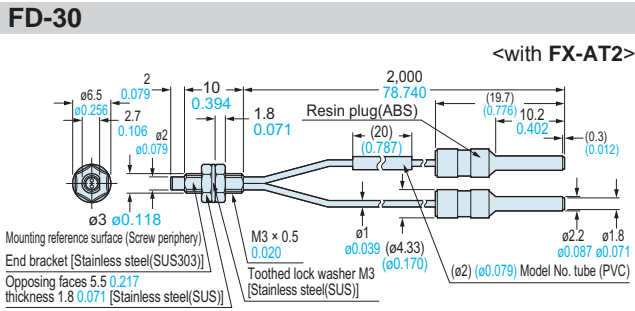 FD-30
<with FX-AT2>
ø6.5
ø0.256
2
0.079
10
0.394
2,000
78.740
2.7
0.106
ø2
ø0.079
1.8
0.071
Resin plug(ABS)
(19.7)
(0.776)
10.2
0.402
(0.3)
(0.012)
(20)
(0.787)
ø3 ø0.118
Mounting reference surface (Screw periphery)
End bracket [Stainless steel(SUS303)]
Opposing faces 5.5 0.217
thickness 1.8 0.071 [Stainless steel(SUS)]
M3 × 0.5
0.020
Toothed lock washer M3
[Stainless steel(SUS)]
ø1
ø0.039
(ø4.33)
(ø0.170)
ø2.2
ø0.087
ø1.8
ø0.071
(ø2) (ø0.079) Model No. tube (PVC)